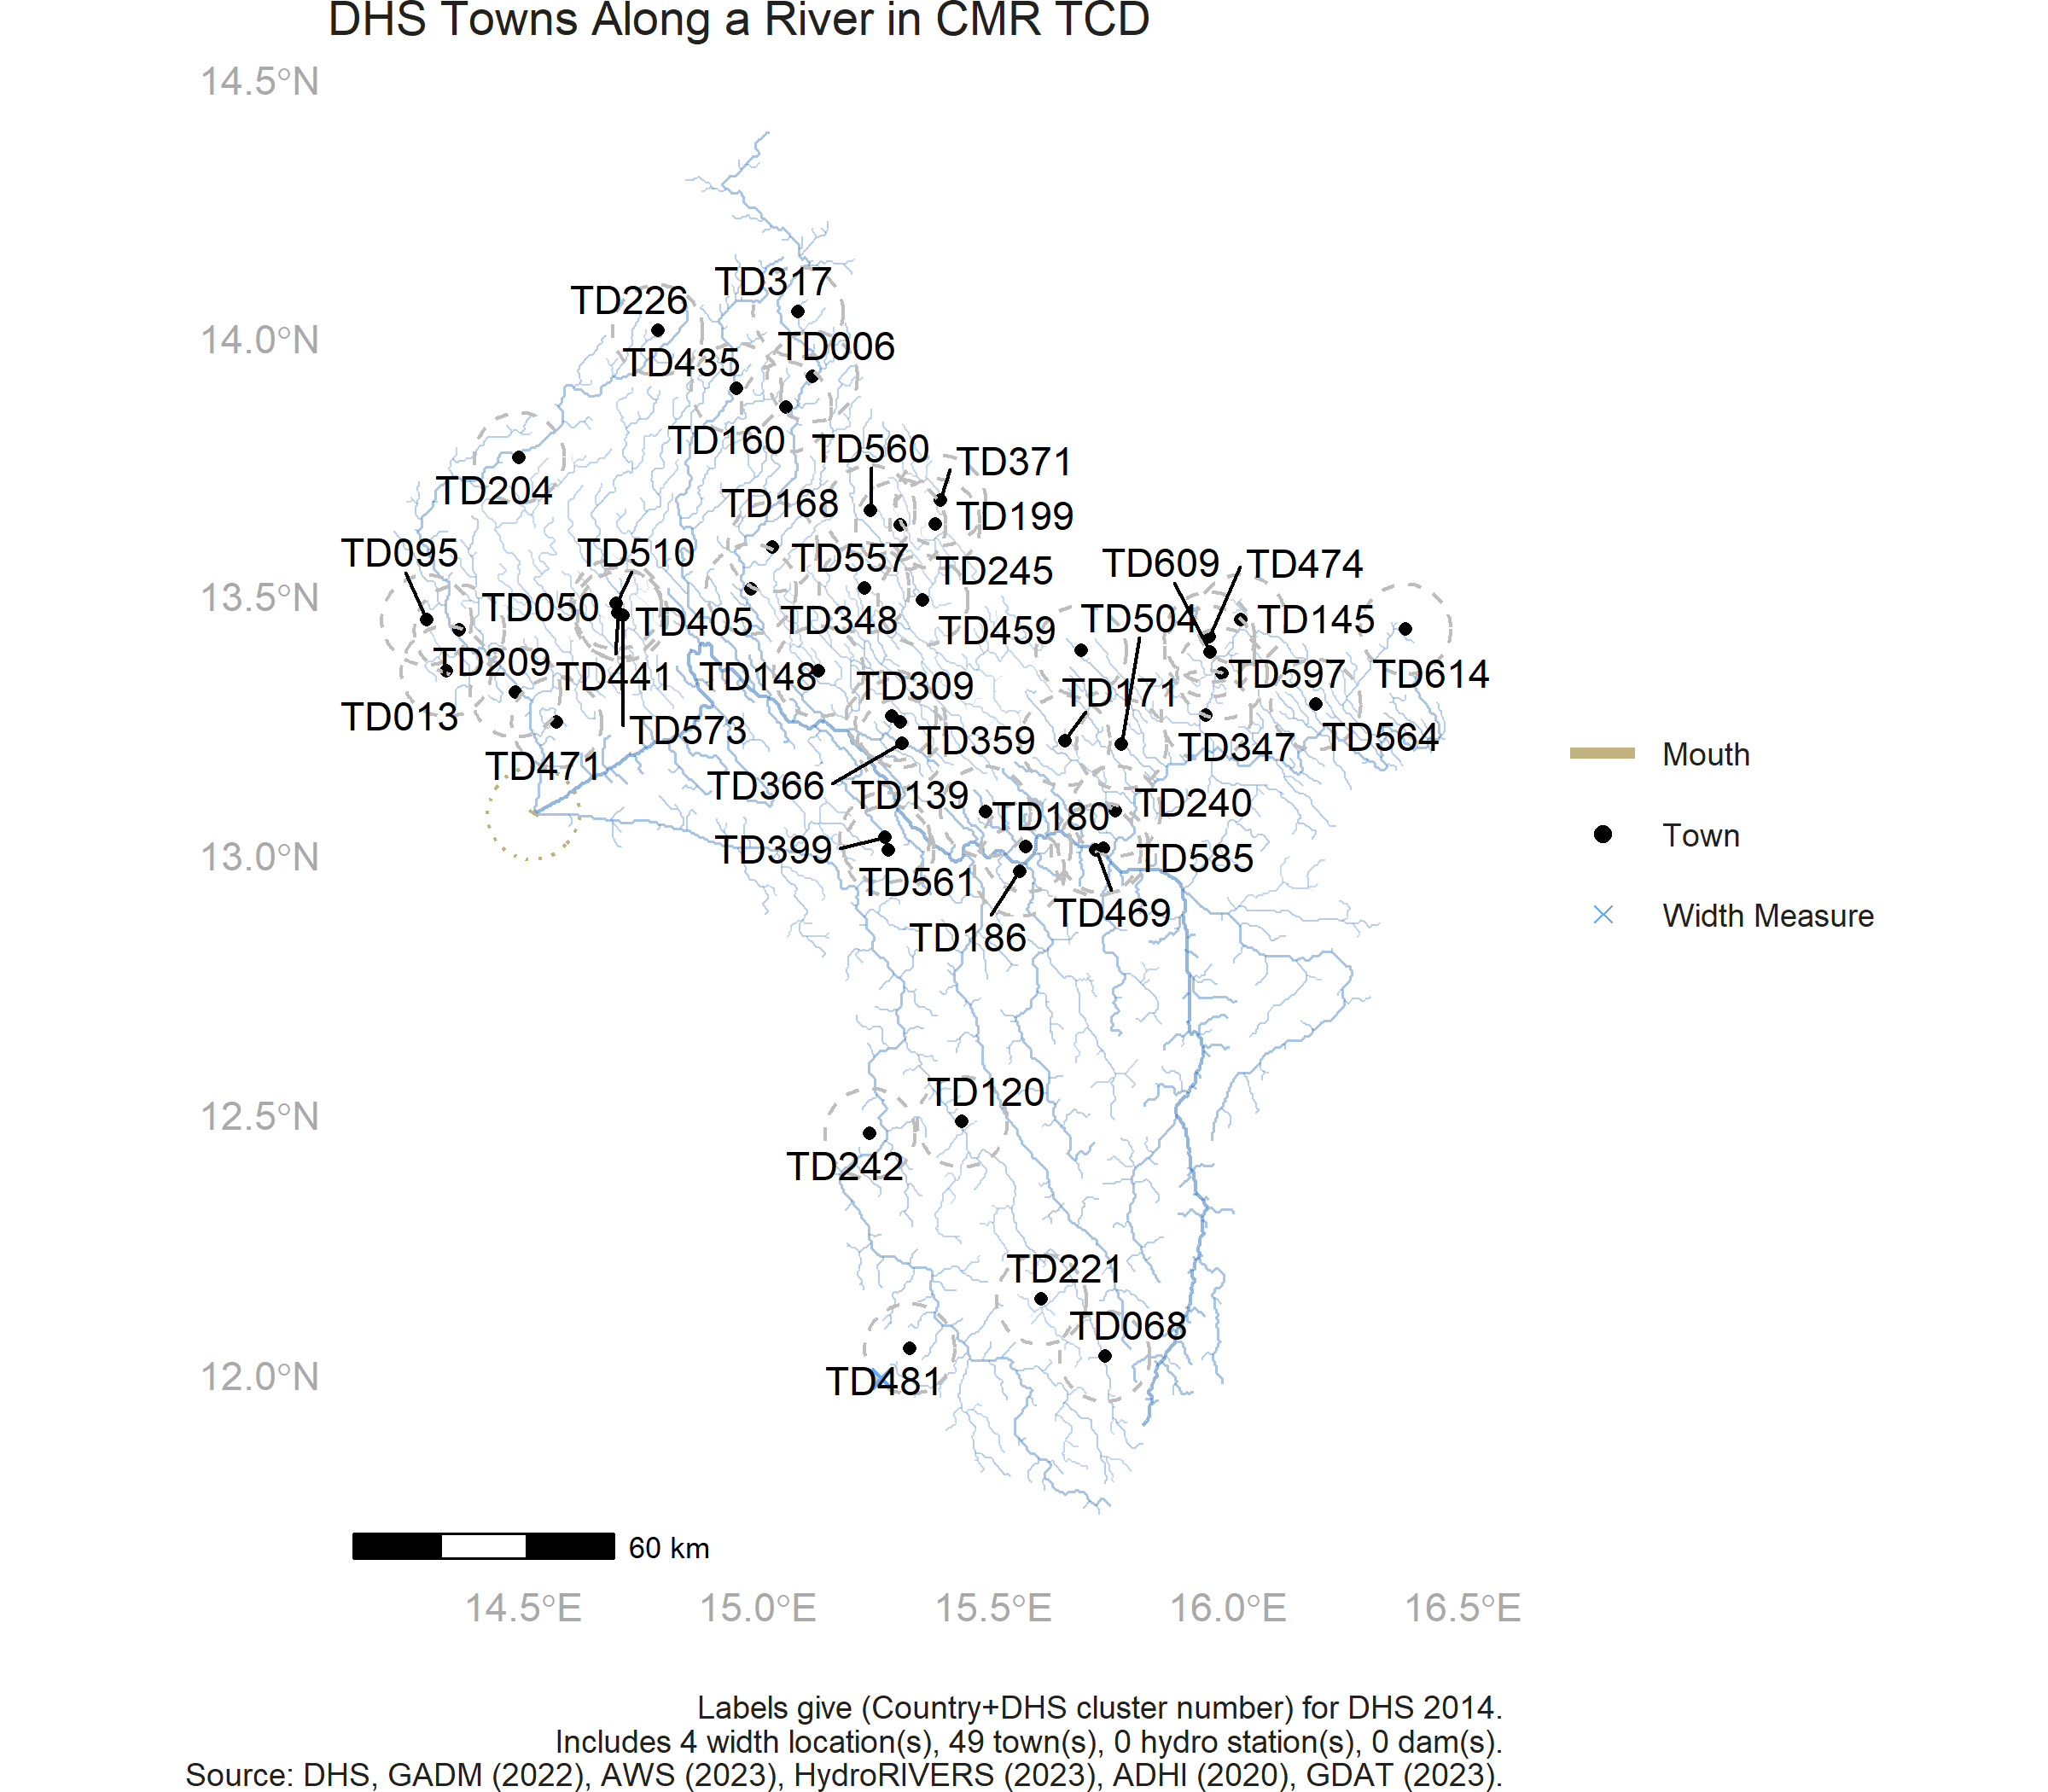 DHS Towns Along a River in CMR TCD
14.5°N
14.0°N
13.5°N
13.0°N
12.5°N
12.0°N
TD317
TD226
TD006
TD435
TD160
TD560
TD371
TD204
TD168
TD199
TD095
TD510
TD557
TD245
TD609
TD474
TD050
TD405
TD348
TD459
TD504
TD145
TD209
TD441
TD148
TD309
TD171
TD597
TD614
TD013
TD573
TD359
TD347
TD564
TD471
TD366
TD139
TD180
TD240
TD399
TD561
TD585
TD186
TD469
TD120
TD242
TD221
TD068
TD481
Mouth
Town
Width Measure
60 km
14.5°E
15.0°E
15.5°E
16.0°E
16.5°E
Labels give (Country+DHS cluster number) for DHS 2014.
Includes 4 width location(s), 49 town(s), 0 hydro station(s), 0 dam(s).
Source: DHS, GADM (2022), AWS (2023), HydroRIVERS (2023), ADHI (2020), GDAT (2023).